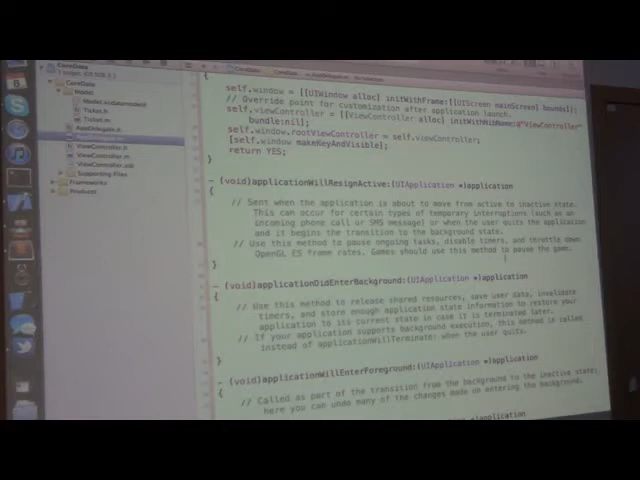 CoreData
CoreData
Model
Ticket.h
Ticket.m
AppDelegate.h
ViewController.h
ViewController.m
ViewController.xib
Supporting Files
Frameworks
Products
{
self.window = [[UIWindow alloc] initWithFrame:[[UIScreen mainScreen] bounds]];
// Override point for customization after application launch.
self.viewController = [[ViewController alloc] initWithNibName:@"ViewController"
bundle:nil];
self.window.rootViewController = self.viewController;
[self.window makeKeyAndVisible];
return YES;
}
- (void)applicationWillResignActive:(UIApplication *)application
{
// Sent when the application is about to move from active to inactive state.
This can occur for certain types of temporary interruptions (such as an
incoming phone call or SMS message) or when the user quits the application
and it begins the transition to the background state.
// Use this method to pause ongoing tasks, disable timers, and throttle down
OpenGL ES frame rates. Games should use this method to pause the game.
}
- (void)applicationDidEnterBackground:(UIApplication *)application
{
// Use this method to release shared resources, save user data, invalidate
timers, and store enough application state information to restore your
application to its current state in case it is terminated later.
// If your application supports background execution, this method is called
instead of applicationWillTerminate: when the user quits.
}
- (void)applicationWillEnterForeground:(UIApplication *)application
{
// Called as part of the transition from the background to the inactive state;
here you can undo many of the changes made on entering the background.